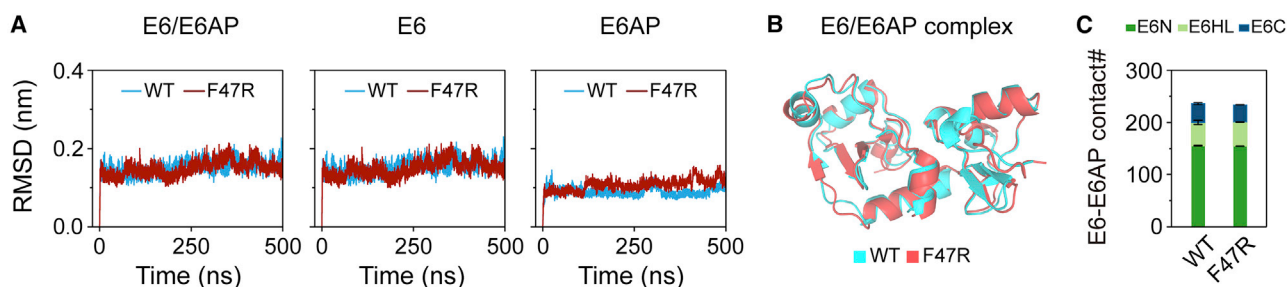 A
E6/E6AP
E6
E6AP
RMSD (nm)
0.4
0.2
0.0
WT F47R
WT F47R
WT F47R
0 250 500
0 250 500
0 250 500
Time (ns)
Time (ns)
Time (ns)
B
E6/E6AP complex
WT F47R
C
E6N E6HL E6C
E6-E6AP contact#
300
200
100
0
WT
F47R